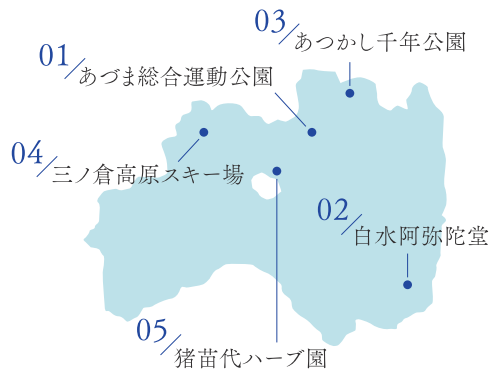 03/あつかし千年公園
01/あづま総合運動公園
04/三ノ倉高原スキー場
02/白水阿弥陀堂
05/猪苗代ハーブ園